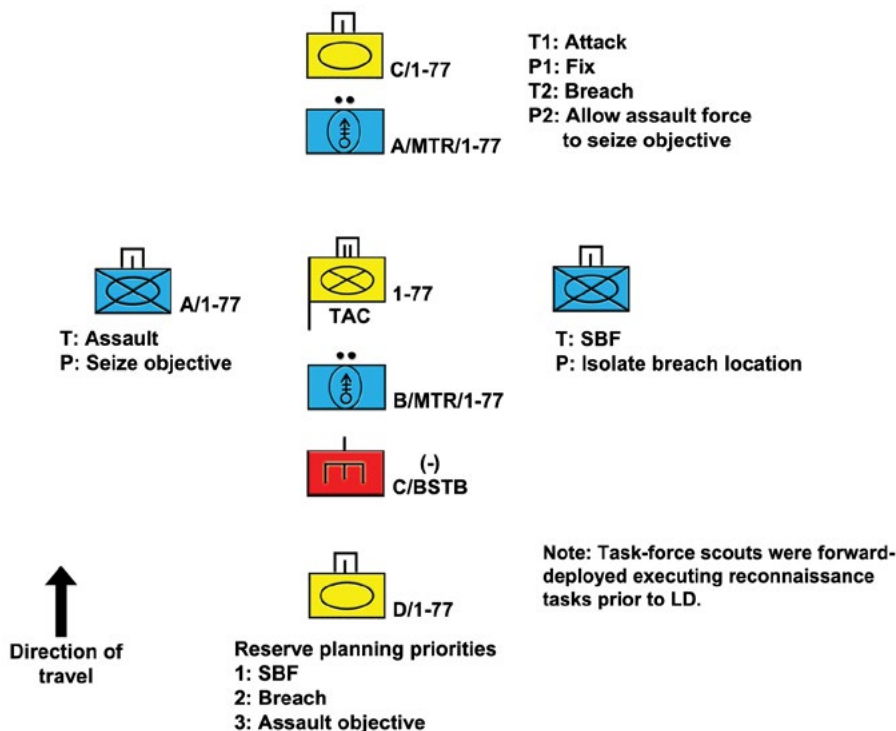 C/1-77
T1: Attack
P1: Fix
T2: Breach
P2: Allow assault force
to seize objective
A/MTR/1-77
A/1-77
T: Assault
P: Seize objective
1-77
TAC
T: SBF
P: Isolate breach location
B/MTR/1-77
(-)
C/BSTB
D/1-77
Note: Task-force scouts were forward-
deployed executing reconnaissance
tasks prior to LD.
Direction of
travel
Reserve planning priorities
1: SBF
2: Breach
3: Assault objective